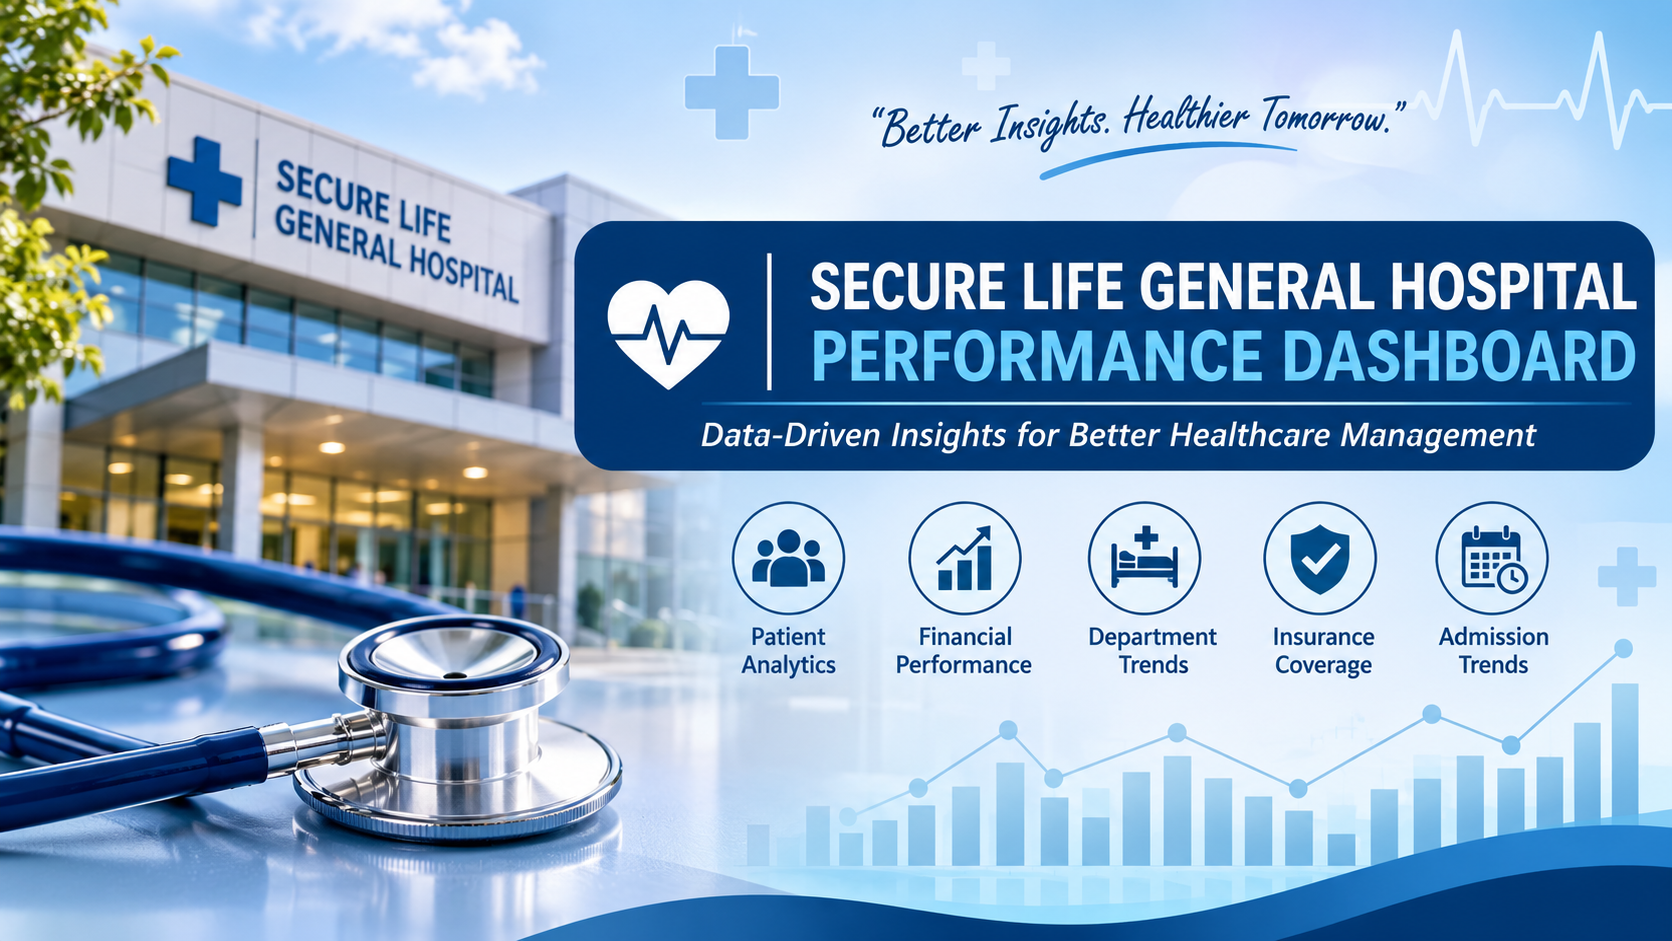 SECURE LIFE
GENERAL HOSPITAL
“Better Insights. Healthier Tomorrow.”
SECURE LIFE GENERAL HOSPITAL
PERFORMANCE DASHBOARD
Data-Driven Insights for Better Healthcare Management
Patient
Analytics
Financial
Performance
Department
Trends
Insurance
Coverage
Admission
Trends